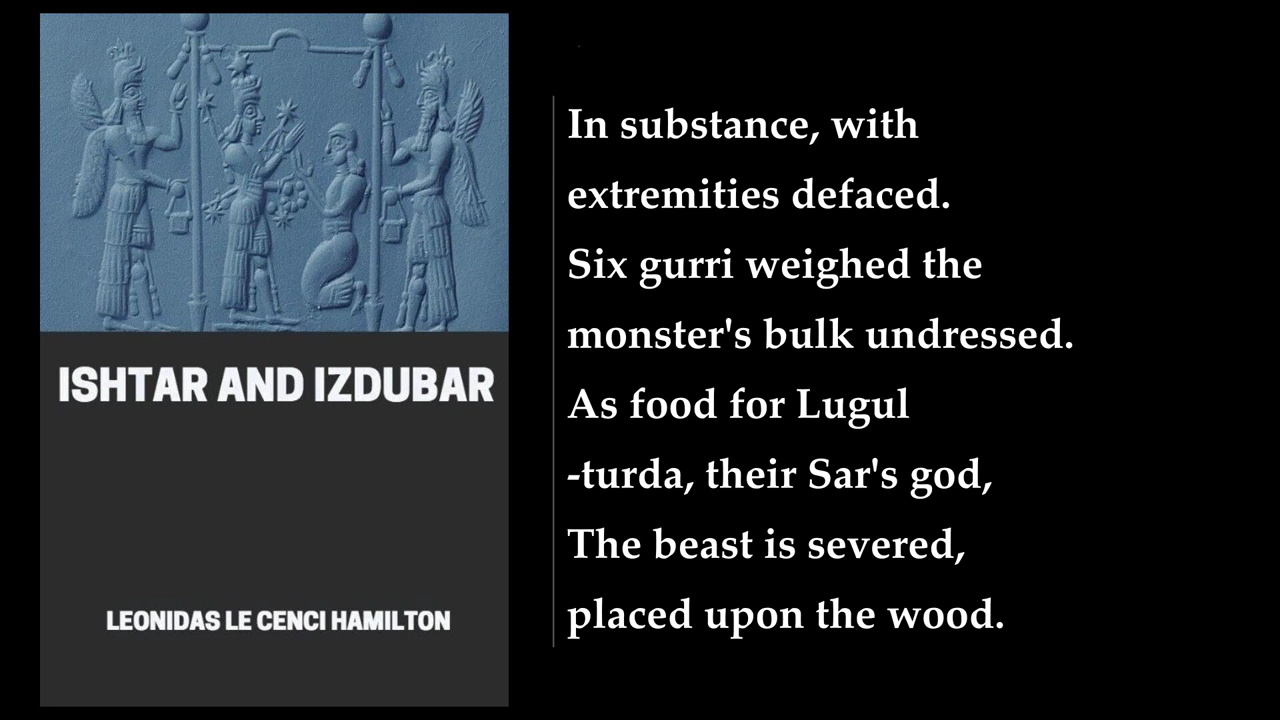 ISHTAR AND IZDUBAR
LEONIDAS LE CENCI HAMILTON
In substance, with
extremities defaced.
Six gurri weighed the
monster's bulk undressed.
As food for Lugul
-turda, their Sar's god,
The beast is severed,
placed upon the wood.